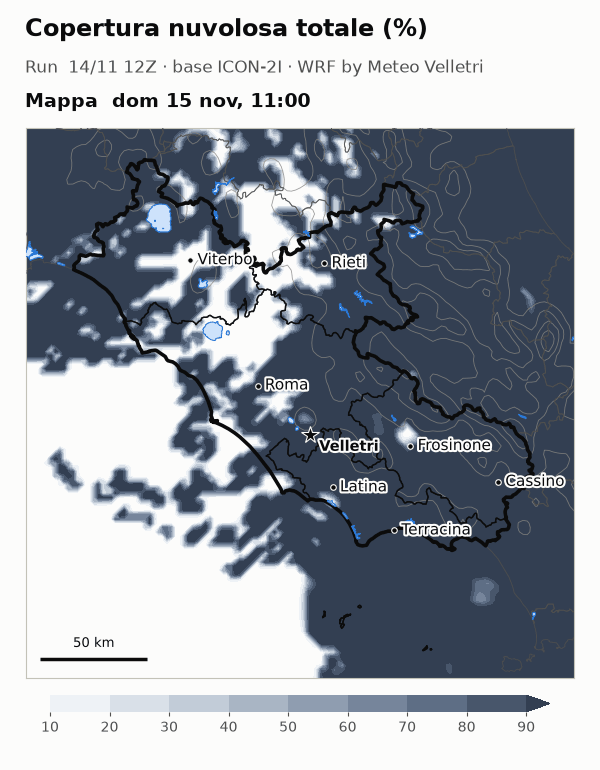 Copertura nuvolosa totale (%)
Run 14/11 12Z · base ICON-2I · WRF by Meteo Velletri
Mappa dom 15 nov, 11:00
Viterbo
Rieti
Roma
Velletri
Frosinone
Cassino
Latina
Terracina
50 km
10 20 30 40 50 60 70 80 90